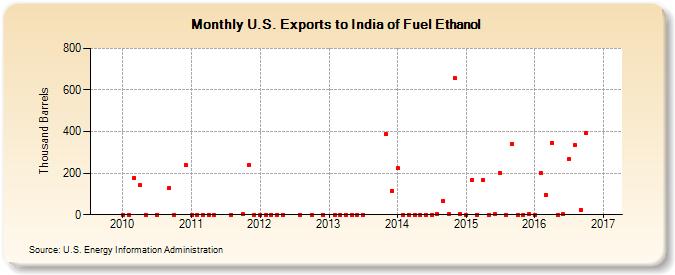 Monthly U.S. Exports to India of Fuel Ethanol
Thousand Barrels
800
600
400
200
0
2010 2011 2012 2013 2014 2015 2016 2017
Source: U.S. Energy Information Administration